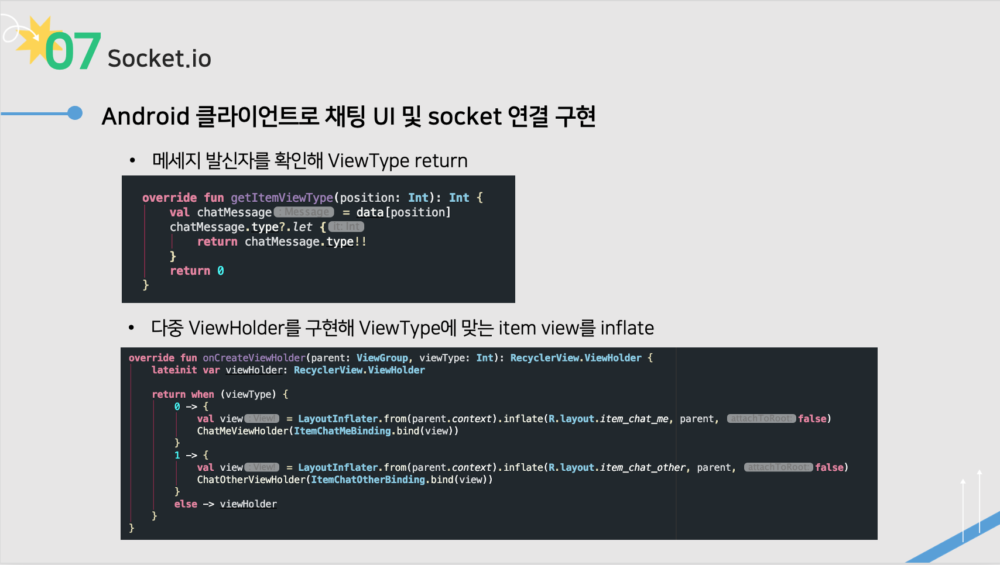 07 Socket.io
Android 클라이언트로 채팅 UI 및 socket 연결 구현
• 메세지 발신자를 확인해 ViewType return
override fun getItemViewType(position: Int): Int {
val chatMessage : Message = data[position]
chatMessage.type?.let { it: Int
return chatMessage.type!!
}
return 0
}
• 다중 ViewHolder를 구현해 ViewType에 맞는 item view를 inflate
override fun onCreateViewHolder(parent: ViewGroup, viewType: Int): RecyclerView.ViewHolder {
lateinit var viewHolder: RecyclerView.ViewHolder
return when (viewType) {
0 -> {
val view : View! = LayoutInflater.from(parent.context).inflate(R.layout.item_chat_me, parent, attachToRoot: false)
ChatMeViewHolder(ItemChatMeBinding.bind(view))
}
1 -> {
val view : View! = LayoutInflater.from(parent.context).inflate(R.layout.item_chat_other, parent, attachToRoot: false)
ChatOtherViewHolder(ItemChatOtherBinding.bind(view))
}
else -> viewHolder
}
}